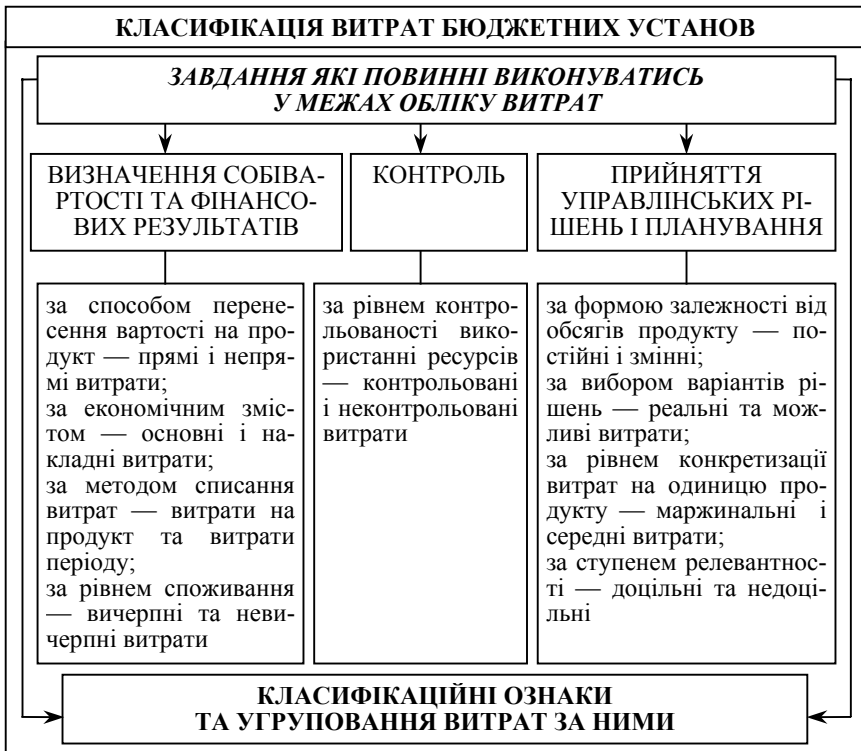 КЛАСИФІКАЦІЯ ВИТРАТ БЮДЖЕТНИХ УСТАНОВ
ЗАВДАННЯ ЯКІ ПОВИННІ ВИКОНУВАТИСЬ
У МЕЖАХ ОБЛІКУ ВИТРАТ
ВИЗНАЧЕННЯ СОБІВА-
РТОСТІ ТА ФІНАНСО-
ВИХ РЕЗУЛЬТАТІВ
КОНТРОЛЬ
ПРИЙНЯТТЯ
УПРАВЛІНСЬКИХ РІ-
ШЕНЬ І ПЛАНУВАННЯ
за способом перене-
сення вартості на про-
дукт — прямі і непря-
мі витрати;
за економічним зміс-
том — основні і на-
кладні витрати;
за методом списання
витрат — витрати на
продукт та витрати
періоду;
за рівнем споживання
— вичерпні та неви-
черпні витрати
за рівнем контро-
льованості вико-
ристанні ресурсів
— контрольовані
і неконтрольовані
витрати
за формою залежності від
обсягів продукту — по-
стійні і змінні;
за вибором варіантів рі-
шень — реальні та мож-
ливі витрати;
за рівнем конкретизації
витрат на одиницю про-
дукту — маржинальні і
середні витрати;
за ступенем релевантнос-
ті — доцільні та недоці-
льні
КЛАСИФІКАЦІЙНІ ОЗНАКИ
ТА УГРУПОВАННЯ ВИТРАТ ЗА НИМИ